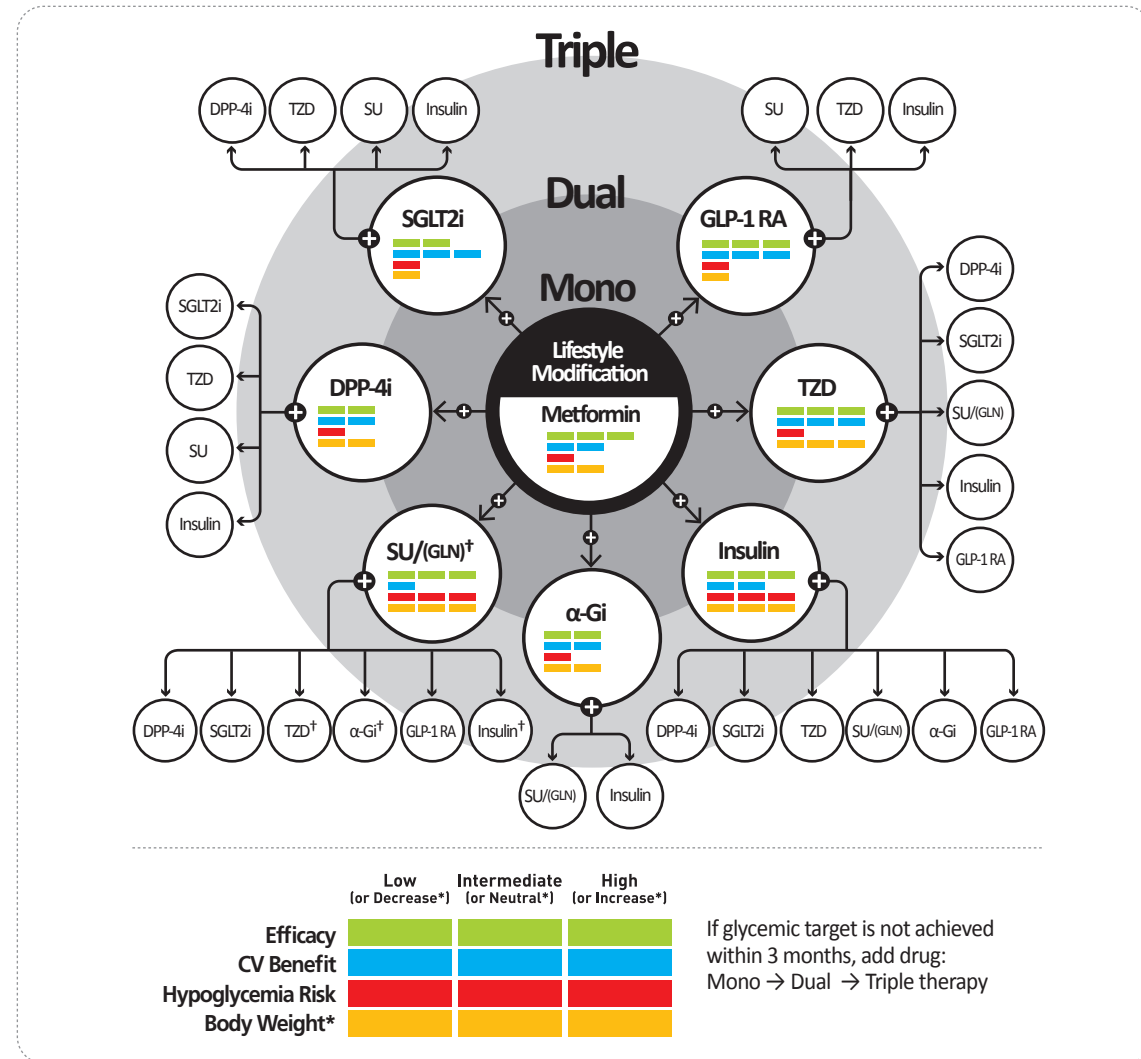 Triple
DPP-4i
TZD
SU
Insulin
SU
TZD
Insulin
Dual
SGLT2i
GLP-1 RA
Mono
Lifestyle
Modification
Metformin
SGLT2i
TZD
SU
Insulin
DPP-4i
TZD
DPP-4i
SGLT2i
SU/(GLN)
Insulin
GLP-1 RA
SU/(GLN)†
α-Gi
Insulin
DPP-4i
SGLT2i
TZD†
α-Gi†
GLP-1 RA
Insulin†
SU/(GLN)
Insulin
DPP-4i
SGLT2i
TZD
SU/(GLN)
α-Gi
GLP-1 RA
Low Intermediate High
(or Decrease*) (or Neutral*) (or Increase*)
Efficacy
CV Benefit
Hypoglycemia Risk
Body Weight*
If glycemic target is not achieved
within 3 months, add drug:
Mono → Dual → Triple therapy